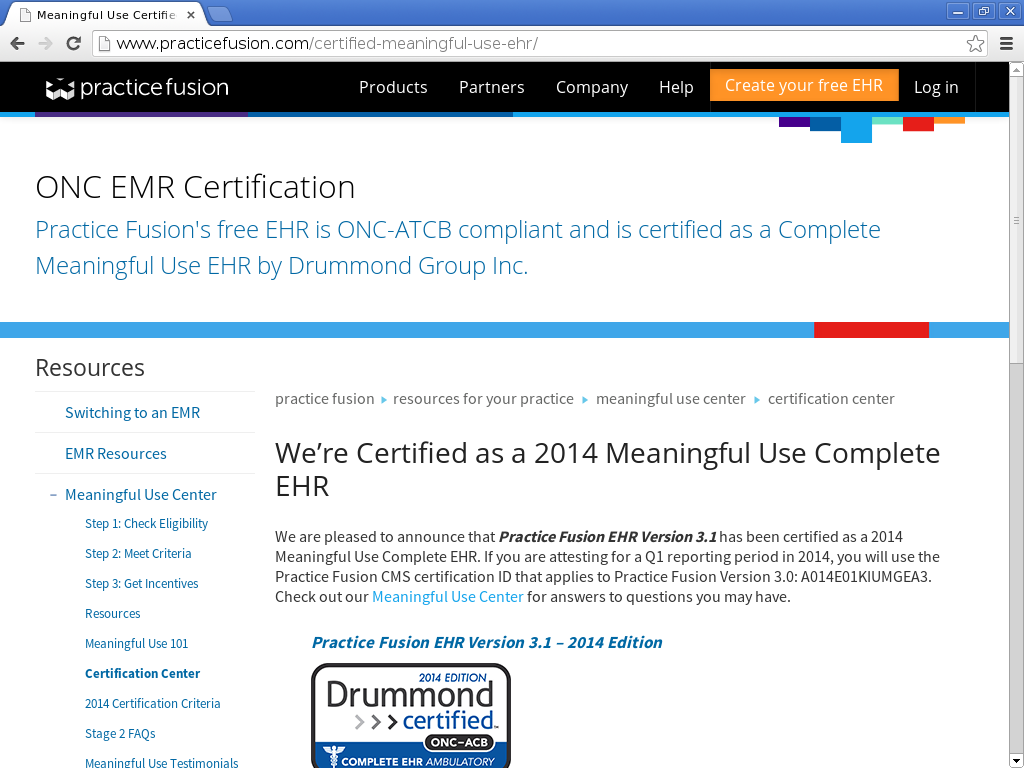 Meaningful Use Certifie
www.practicefusion.com/certified-meaningful-use-ehr/
practice fusion
Products
Partners
Company
Help
Create your free EHR
Log in
ONC EMR Certification
Practice Fusion's free EHR is ONC-ATCB compliant and is certified as a Complete
Meaningful Use EHR by Drummond Group Inc.
Resources
Switching to an EMR
EMR Resources
– Meaningful Use Center
Step 1: Check Eligibility
Step 2: Meet Criteria
Step 3: Get Incentives
Resources
Meaningful Use 101
Certification Center
2014 Certification Criteria
Stage 2 FAQs
Meaningful Use Testimonials
practice fusion resources for your practice meaningful use center certification center
We’re Certified as a 2014 Meaningful Use Complete
EHR
We are pleased to announce that Practice Fusion EHR Version 3.1 has been certified as a 2014
Meaningful Use Complete EHR. If you are attesting for a Q1 reporting period in 2014, you will use the
Practice Fusion CMS certification ID that applies to Practice Fusion Version 3.0: A014E01KIUMGEA3.
Check out our Meaningful Use Center for answers to questions you may have.
Practice Fusion EHR Version 3.1 – 2014 Edition
2014 EDITION
Drummond
certified™
ONC–ACB
COMPLETE EHR AMBULATORY